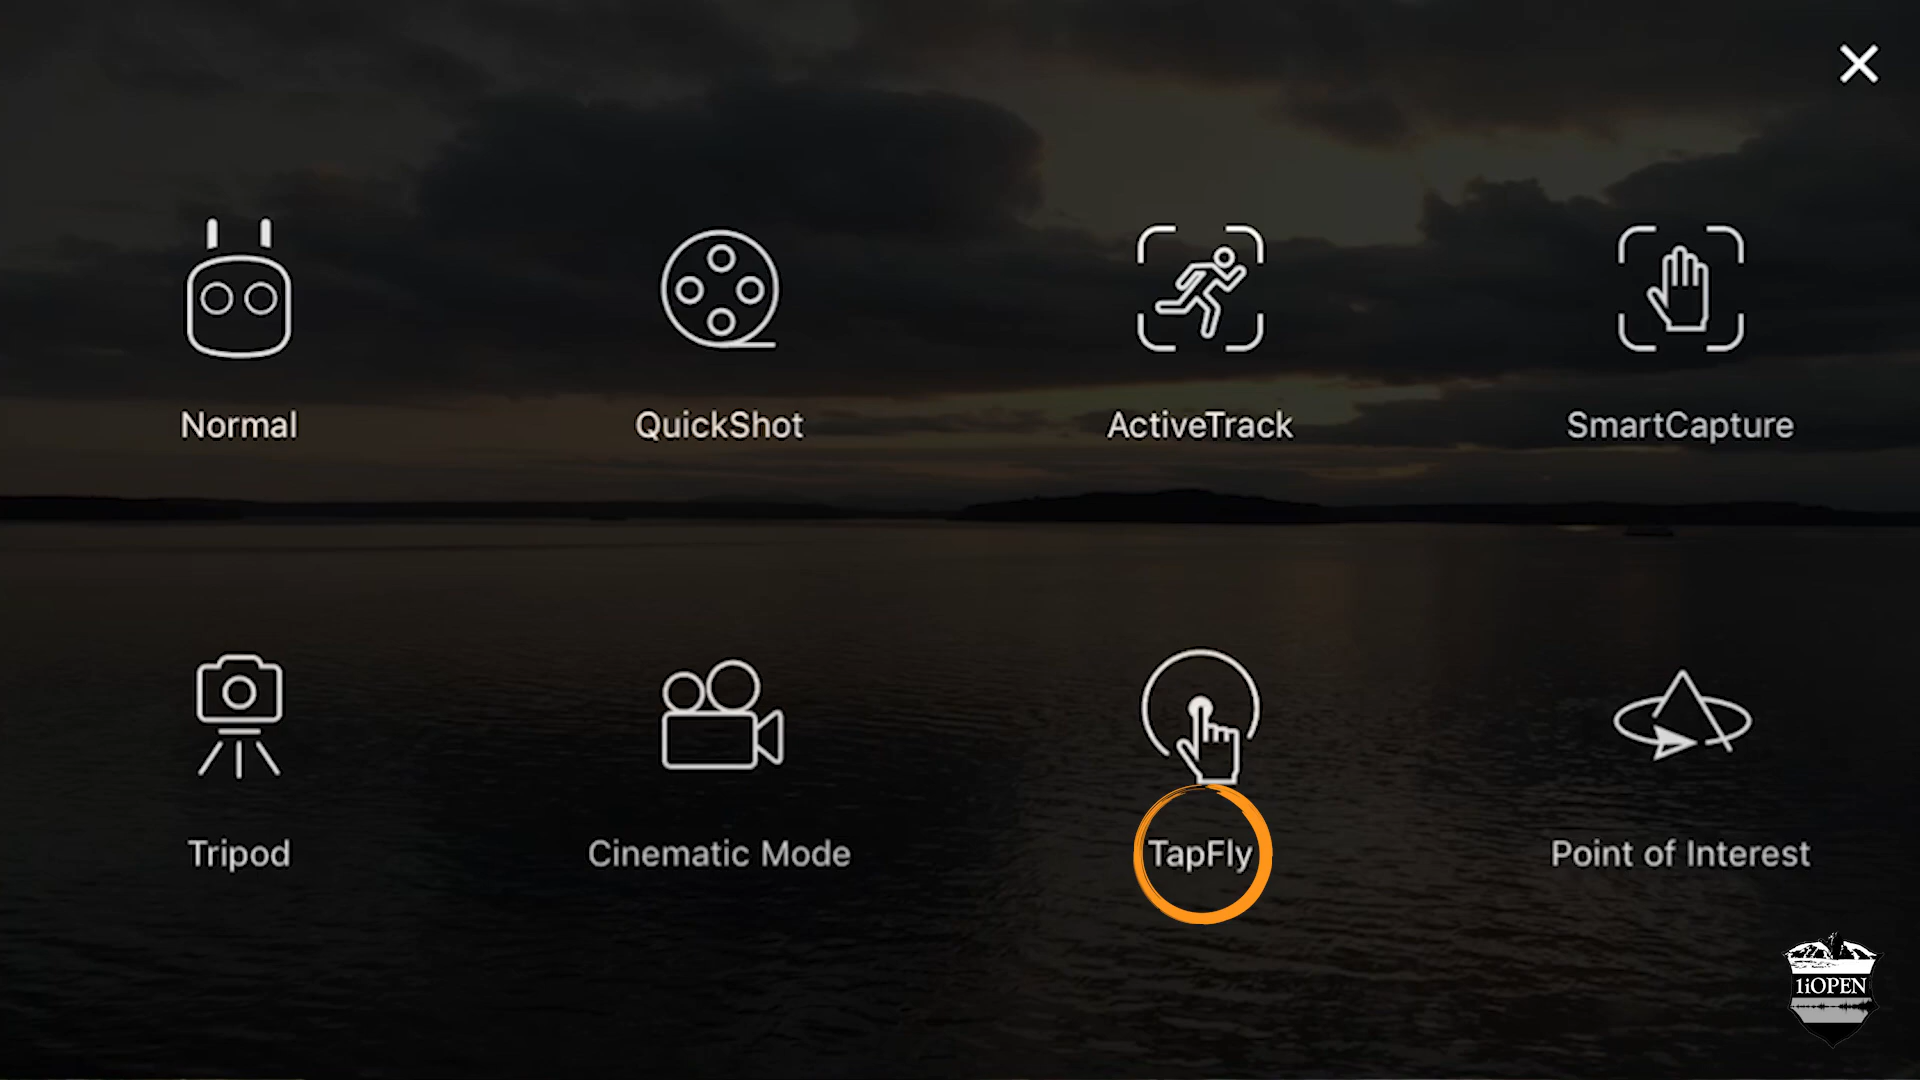 Normal
QuickShot
ActiveTrack
SmartCapture
Tripod
Cinematic Mode
TapFly
Point of Interest
1iOPEN